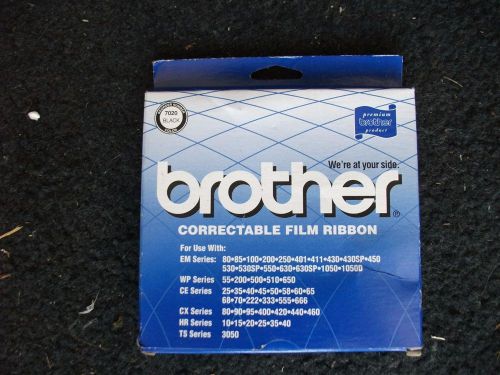 7020
BLACK
COLOR
premium
brother
product
We're at your side.
brother®
CORRECTABLE FILM RIBBON
For Use With:
EM Series: 80•85•100•200•250•401•411•430•430SP•450
530•530SP•550•630•630SP•1050•1050D
WP Series 55•200•500•510•650
CE Series 25•35•40•45•50•58•60•65
68•70•222•333•555•666
CX Series 80•90•95•400•420•440•460
HR Series 10•15•20•25•35•40
TS Series 3050